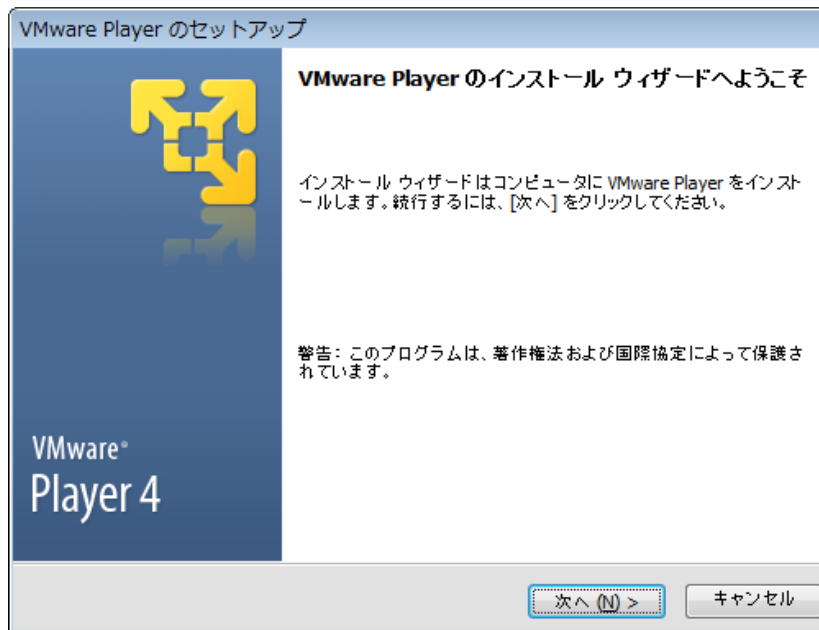 VMware Player のセットアップ
VMware Player のインストール ウィザードへようこそ
インストール ウィザードはコンピュータに VMware Player をインスト
ールします。続行するには、[次へ] をクリックしてください。
警告: このプログラムは、著作権法および国際協定によって保護さ
れています。
VMware®
Player 4
次へ (N) >
キャンセル